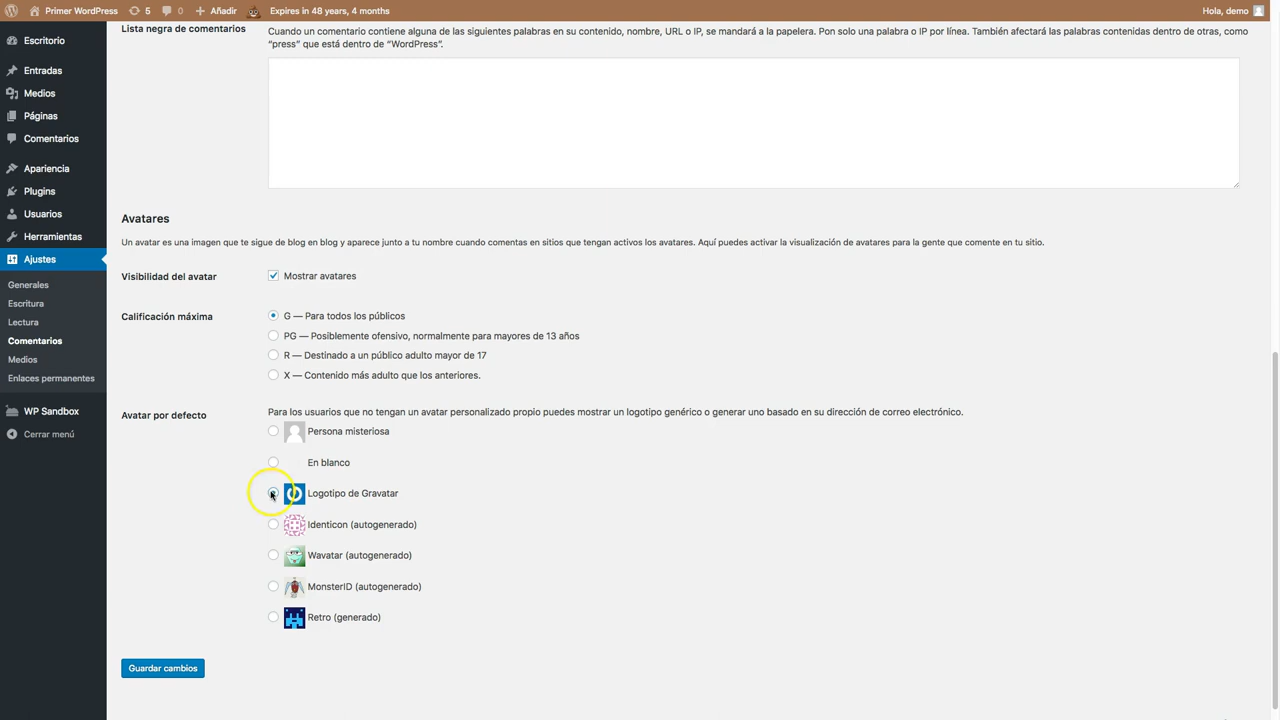 Primer WordPress
5
0
Añadir
Expires in 48 years, 4 months
Hola, demo
Escritorio
Entradas
Medios
Páginas
Comentarios
Apariencia
Plugins
Usuarios
Herramientas
Ajustes
Generales
Escritura
Lectura
Comentarios
Medios
Enlaces permanentes
WP Sandbox
Cerrar menú
Lista negra de comentarios
Cuando un comentario contiene alguna de las siguientes palabras en su contenido, nombre, URL o IP, se mandará a la papelera. Pon solo una palabra o IP por línea. También afectará las palabras contenidas dentro de otras, como
“press” que está dentro de “WordPress”.
Avatares
Un avatar es una imagen que te sigue de blog en blog y aparece junto a tu nombre cuando comentas en sitios que tengan activos los avatares. Aquí puedes activar la visualización de avatares para la gente que comente en tu sitio.
Visibilidad del avatar
Mostrar avatares
Calificación máxima
G — Para todos los públicos
PG — Posiblemente ofensivo, normalmente para mayores de 13 años
R — Destinado a un público adulto mayor de 17
X — Contenido más adulto que los anteriores.
Avatar por defecto
Para los usuarios que no tengan un avatar personalizado propio puedes mostrar un logotipo genérico o generar uno basado en su dirección de correo electrónico.
Persona misteriosa
En blanco
Logotipo de Gravatar
Identicon (autogenerado)
Wavatar (autogenerado)
MonsterID (autogenerado)
Retro (generado)
Guardar cambios